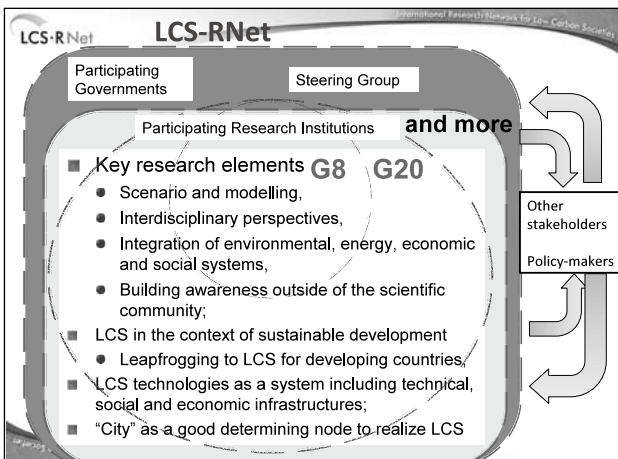 International Research Network for Low Carbon Societies
LCS-RNet
LCS-RNet
Participating
Governments
Steering Group
Participating Research Institutions
and more
Key research elements G8 G20
Scenario and modelling,
Interdisciplinary perspectives,
Integration of environmental, energy, economic
and social systems,
Building awareness outside of the scientific
community;
LCS in the context of sustainable development
Leapfrogging to LCS for developing countries,
LCS technologies as a system including technical,
social and economic infrastructures;
“City” as a good determining node to realize LCS
Other
stakeholders
Policy-makers